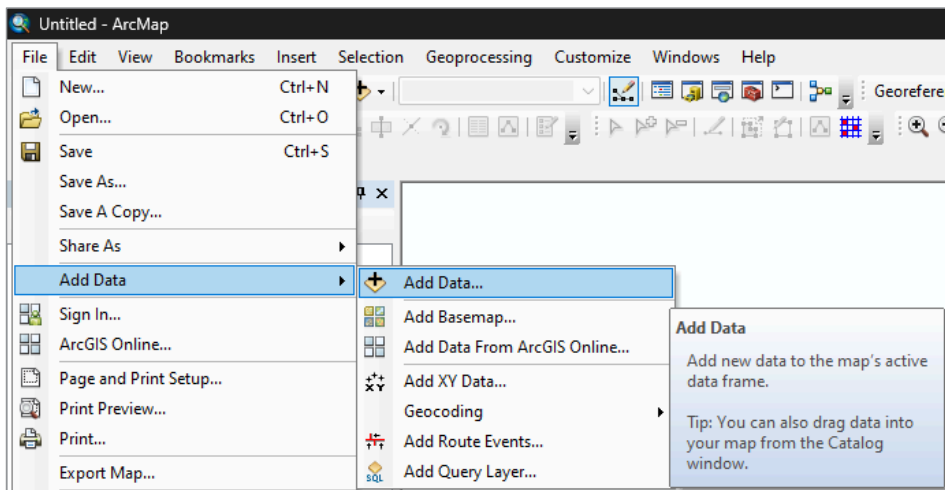 Untitled - ArcMap
File Edit View Bookmarks Insert Selection Geoprocessing Customize Windows Help
New... Ctrl+N
Georefere
Open... Ctrl+O
Save Ctrl+S
Save As...
Save A Copy...
Share As
Add Data
Sign In...
ArcGIS Online...
Page and Print Setup...
Print Preview...
Print...
Export Map...
Add Data...
Add Basemap...
Add Data From ArcGIS Online...
XY Add XY Data...
Geocoding
Add Route Events...
SQL Add Query Layer...
Add Data
Add new data to the map's active
data frame.
Tip: You can also drag data into
your map from the Catalog
window.